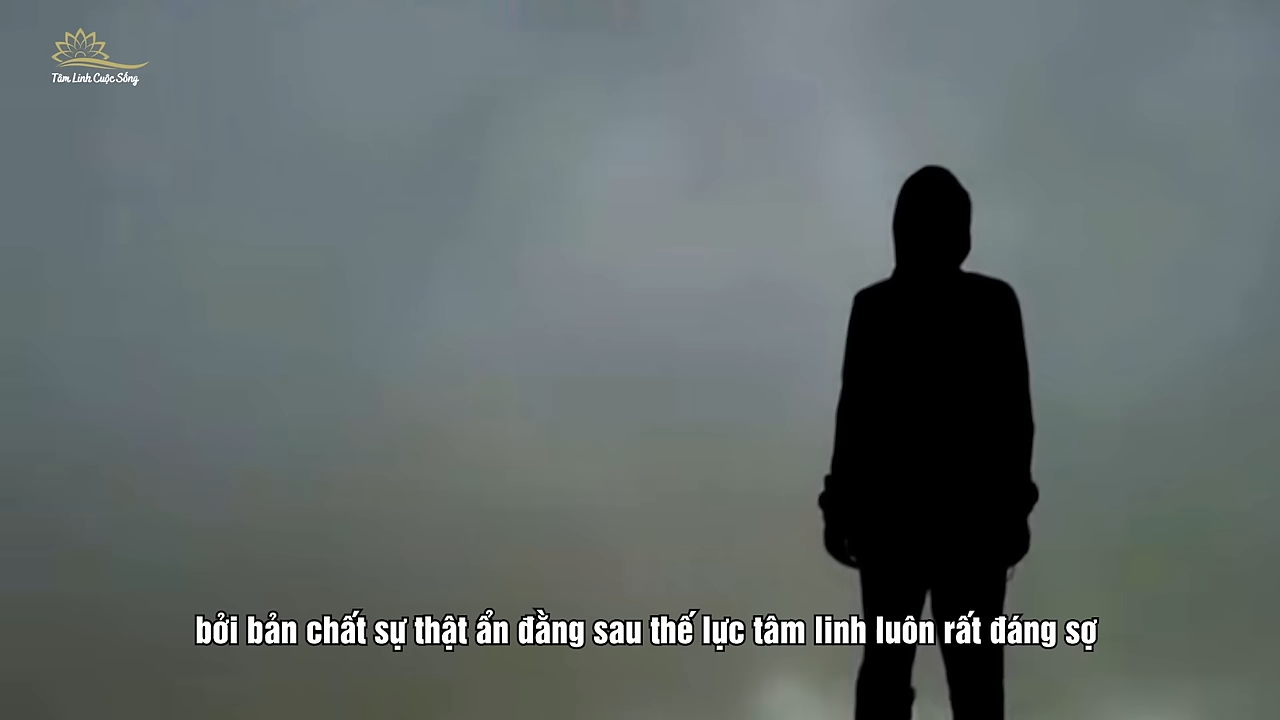 Tâm Linh Cuộc Sống
bởi bản chất sự thật ẩn đằng sau thế lực tâm linh luôn rất đáng sợ